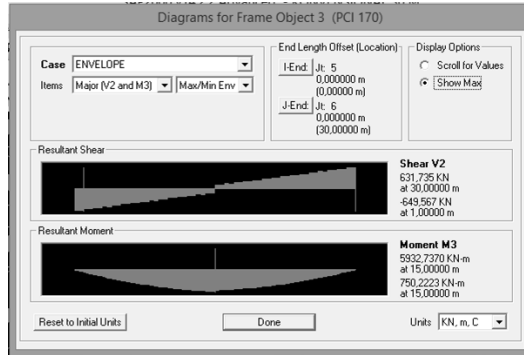 Diagrams for Frame Object 3 (PCI 170)
Case ENVELOPE
Items Major (V2 and M3) Max/Min Env
End Length Offset (Location)
I-End: Jt: 5
0,000000 m
(0,00000 m)
J-End: Jt: 6
0,000000 m
(30,00000 m)
Display Options
Scroll for Values
Show Max
Resultant Shear
Shear V2
631,735 KN
at 30,00000 m
-649,567 KN
at 1,00000 m
Resultant Moment
Moment M3
5932,7370 KN-m
at 15,00000 m
750,2223 KN-m
at 15,00000 m
Reset to Initial Units
Done
Units KN, m, C